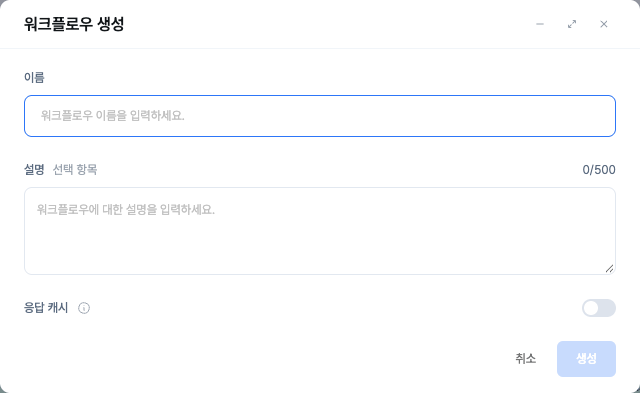 워크플로우 생성
이름
워크플로우 이름을 입력하세요.
설명 선택 항목 0/500
워크플로우에 대한 설명을 입력하세요.
응답 캐시
취소 생성